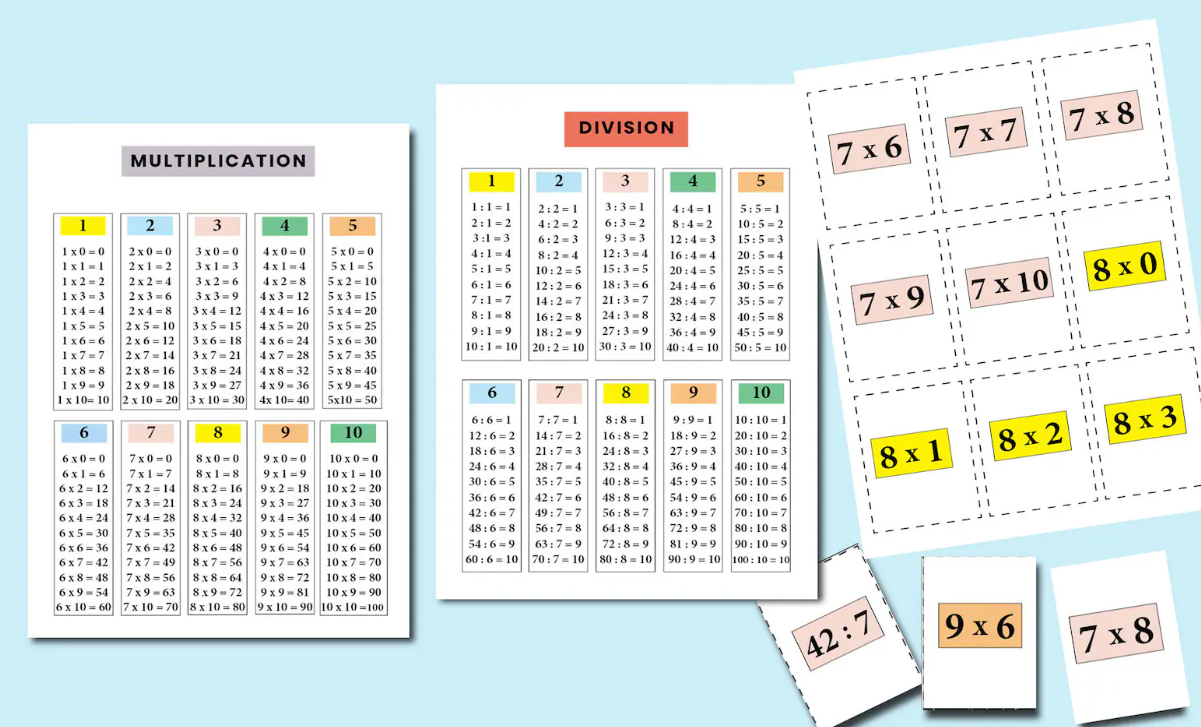 MULTIPLICATION
1
1 x 0 = 0
1 x 1 = 1
1 x 2 = 2
1 x 3 = 3
1 x 4 = 4
1 x 5 = 5
1 x 6 = 6
1 x 7 = 7
1 x 8 = 8
1 x 9 = 9
1 x 10= 10
2
2 x 0 = 0
2 x 1 = 2
2 x 2 = 4
2 x 3 = 6
2 x 4 = 8
2 x 5 = 10
2 x 6 = 12
2 x 7 = 14
2 x 8 = 16
2 x 9 = 18
2 x 10 = 20
3
3 x 0 = 0
3 x 1 = 3
3 x 2 = 6
3 x 3 = 9
3 x 4 = 12
3 x 5 = 15
3 x 6 = 18
3 x 7 = 21
3 x 8 = 24
3 x 9 = 27
3 x 10 = 30
4
4 x 0 = 0
4 x 1 = 4
4 x 2 = 8
4 x 3 = 12
4 x 4 = 16
4 x 5 = 20
4 x 6 = 24
4 x 7 = 28
4 x 8 = 32
4 x 9 = 36
4x 10= 40
5
5 x 0 = 0
5 x 1 = 5
5 x 2 = 10
5 x 3 = 15
5 x 4 = 20
5 x 5 = 25
5 x 6 = 30
5 x 7 = 35
5 x 8 = 40
5 x 9 = 45
5x10 = 50
6
6 x 0 = 0
6 x 1 = 6
6 x 2 = 12
6 x 3 = 18
6 x 4 = 24
6 x 5 = 30
6 x 6 = 36
6 x 7 = 42
6 x 8 = 48
6 x 9 = 54
6 x 10 = 60
7
7 x 0 = 0
7 x 1 = 7
7 x 2 = 14
7 x 3 = 21
7 x 4 = 28
7 x 5 = 35
7 x 6 = 42
7 x 7 = 49
7 x 8 = 56
7 x 9 = 63
7 x 10 = 70
8
8 x 0 = 0
8 x 1 = 8
8 x 2 = 16
8 x 3 = 24
8 x 4 = 32
8 x 5 = 40
8 x 6 = 48
8 x 7 = 56
8 x 8 = 64
8 x 9 = 72
8 x 10 = 80
9
9 x 0 = 0
9 x 1 = 9
9 x 2 = 18
9 x 3 = 27
9 x 4 = 36
9 x 5 = 45
9 x 6 = 54
9 x 7 = 63
9 x 8 = 72
9 x 9 = 81
9 x 10 = 90
10
10 x 0 = 0
10 x 1 = 10
10 x 2 = 20
10 x 3 = 30
10 x 4 = 40
10 x 5 = 50
10 x 6 = 60
10 x 7 = 70
10 x 8 = 80
10 x 9 = 90
10 x 10 =100
DIVISION
1
1 : 1 = 1
2 : 1 = 2
3 :1 = 3
4 : 1 = 4
5 : 1 = 5
6 : 1 = 6
7 : 1 = 7
8 : 1 = 8
9 : 1 = 9
10 : 1 = 10
2
2 : 2 = 1
4 : 2 = 2
6 : 2 = 3
8 : 2 = 4
10 : 2 = 5
12 : 2 = 6
14 : 2 = 7
16 : 2 = 8
18 : 2 = 9
20 : 2 = 10
3
3 : 3 = 1
6 : 3 = 2
9 : 3 = 3
12 : 3 = 4
15 : 3 = 5
18 : 3 = 6
21 : 3 = 7
24 : 3 = 8
27 : 3 = 9
30 : 3 = 10
4
4 : 4 = 1
8 : 4 = 2
12 : 4 = 3
16 : 4 = 4
20 : 4 = 5
24 : 4 = 6
28 : 4 = 7
32 : 4 = 8
36 : 4 = 9
40 : 4 = 10
5
5 : 5 = 1
10 : 5 = 2
15 : 5 = 3
20 : 5 = 4
25 : 5 = 5
30 : 5 = 6
35 : 5 = 7
40 : 5 = 8
45 : 5 = 9
50 : 5 = 10
6
6 : 6 = 1
12 : 6 = 2
18 : 6 = 3
24 : 6 = 4
30 : 6 = 5
36 : 6 = 6
42 : 6 = 7
48 : 6 = 8
54 : 6 = 9
60 : 6 = 10
7
7 : 7 = 1
14 : 7 = 2
21 : 7 = 3
28 : 7 = 4
35 : 7 = 5
42 : 7 = 6
49 : 7 = 7
56 : 7 = 8
63 : 7 = 9
70 : 7 = 10
8
8 : 8 = 1
16 : 8 = 2
24 : 8 = 3
32 : 8 = 4
40 : 8 = 5
48 : 8 = 6
56 : 8 = 7
64 : 8 = 8
72 : 8 = 9
80 : 8 = 10
9
9 : 9 = 1
18 : 9 = 2
27 : 9 = 3
36 : 9 = 4
45 : 9 = 5
54 : 9 = 6
63 : 9 = 7
72 : 9 = 8
81 : 9 = 9
90 : 9 = 10
10
10 : 10 = 1
20 : 10 = 2
30 : 10 = 3
40 : 10 = 4
50 : 10 = 5
60 : 10 = 6
70 : 10 = 7
80 : 10 = 8
90 : 10 = 9
100 : 10 = 10
7 x 6
7 x 7
7 x 8
7 x 9
7 x 10
8 x 0
8 x 1
8 x 2
8 x 3
42 : 7
9 x 6
7 x 8